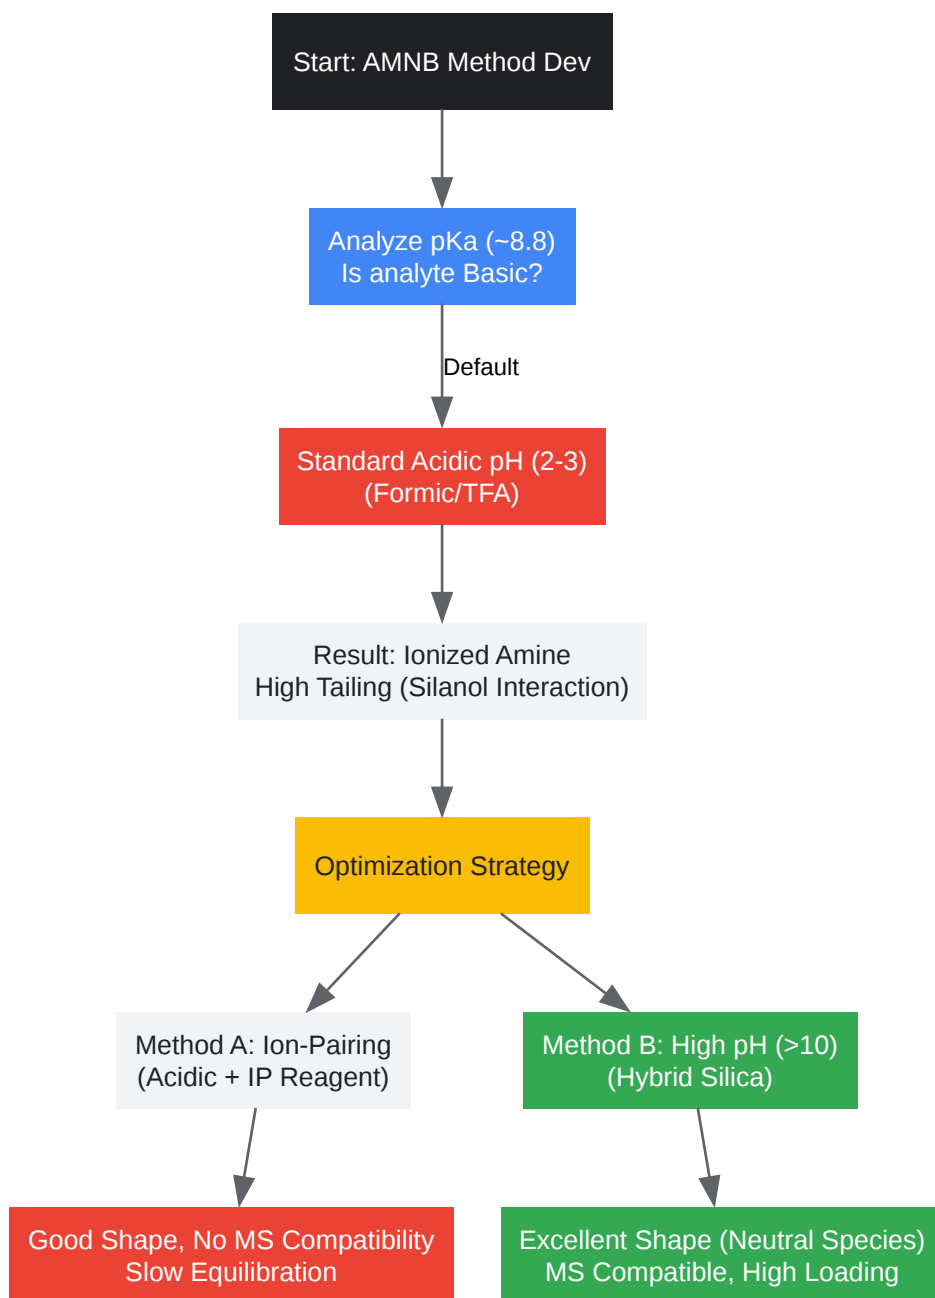 Start: AMNB Method Dev
Analyze pKa (~8.8)
Is analyte Basic?
Default
Standard Acidic pH (2-3)
(Formic/TFA)
Result: Ionized Amine
High Tailing (Silanol Interaction)
Optimization Strategy
Method A: Ion-Pairing
(Acidic + IP Reagent)
Method B: High pH (>10)
(Hybrid Silica)
Good Shape, No MS Compatibility
Slow Equilibration
Excellent Shape (Neutral Species)
MS Compatible, High Loading